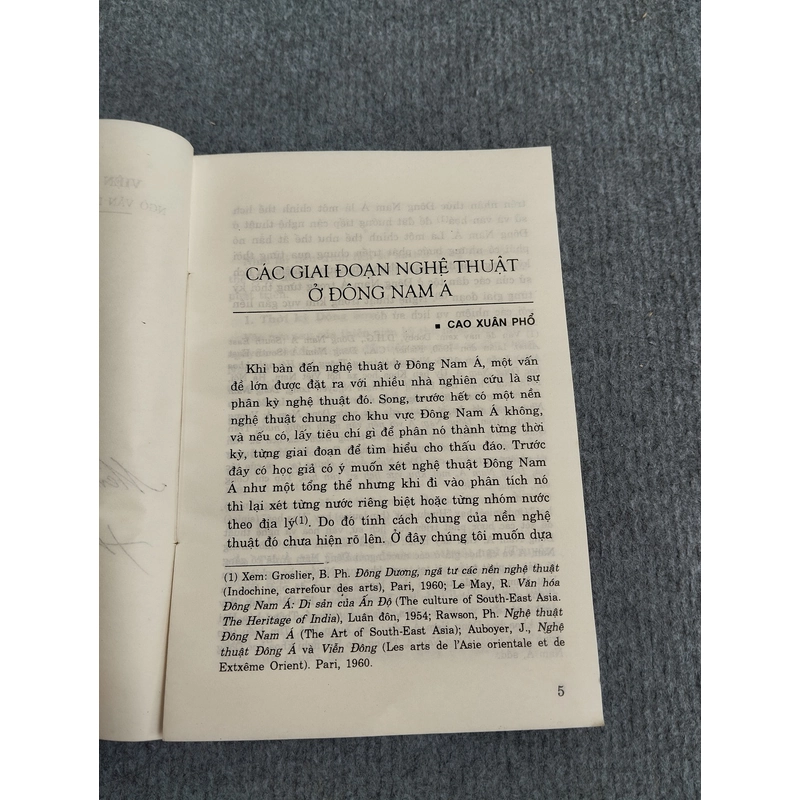 VIỆN
NGÔ VĂN
CÁC GIAI ĐOẠN NGHỆ THUẬT
Ở ĐÔNG NAM Á
▪ CAO XUÂN PHỔ
Khi bàn đến nghệ thuật ở Đông Nam Á, một vấn
đề lớn được đặt ra với nhiều nhà nghiên cứu là sự
phân kỳ nghệ thuật đó. Song, trước hết có một nền
nghệ thuật chung cho khu vực Đông Nam Á không,
và nếu có, lấy tiêu chí gì để phân nó thành từng thời
kỳ, từng giai đoạn để tìm hiểu cho thấu đáo. Trước
đây có học giả có ý muốn xét nghệ thuật Đông Nam
Á như một tổng thể nhưng khi đi vào phân tích nó
thì lại xét từng nước riêng biệt hoặc từng nhóm nước
theo địa lý(1). Do đó tính cách chung của nền nghệ
thuật đó chưa hiện rõ lên. Ở đây chúng tôi muốn dựa
(1) Xem: Groslier, B. Ph. Đông Dương, ngã tư các nền nghệ thuật
(Indochine, carrefour des arts), Pari, 1960; Le May, R. Văn hóa
Đông Nam Á: Di sản của Ấn Độ (The culture of South-East Asia.
The Heritage of India), Luân đôn, 1954; Rawson, Ph. Nghệ thuật
Đông Nam Á (The Art of South-East Asia); Auboyer, J., Nghệ
thuật Đông Á và Viễn Đông (Les arts de l'Asie orientale et de
Extxême Orient). Pari, 1960.
5